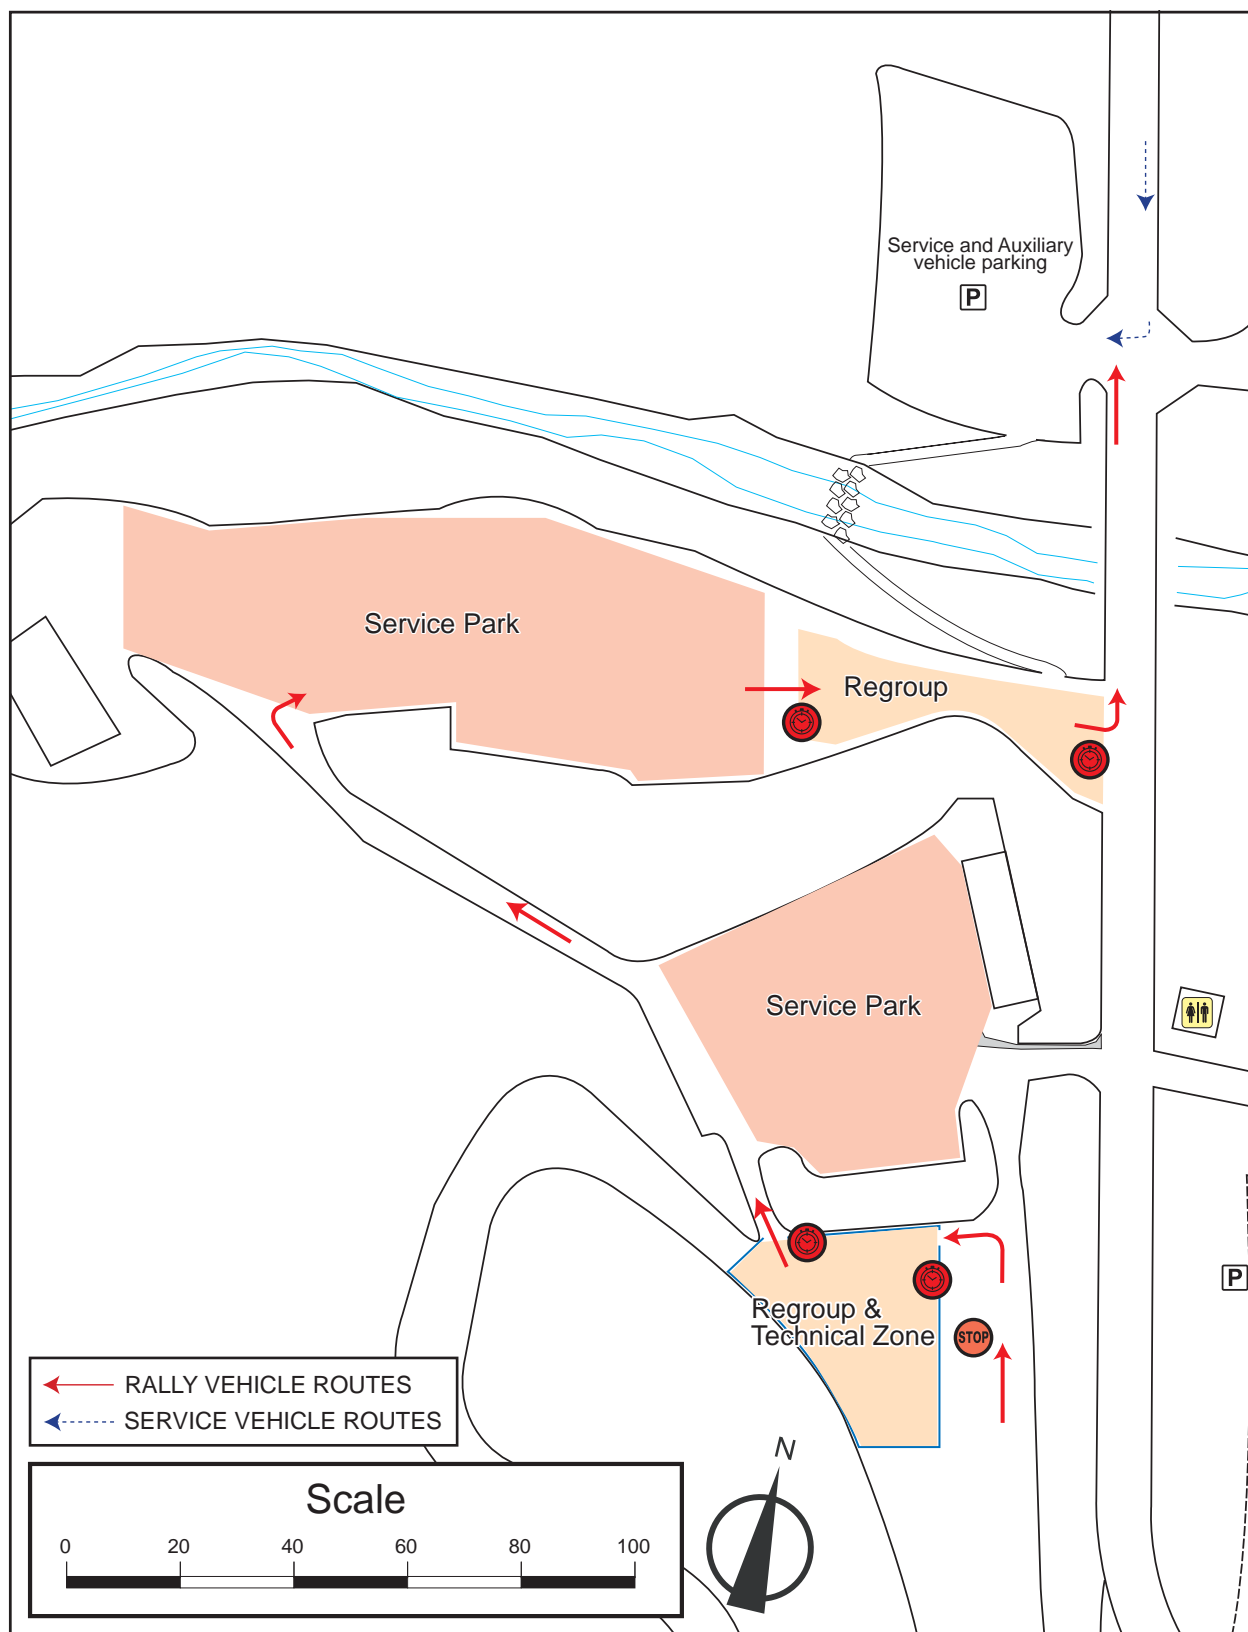 Service and Auxiliary
vehicle parking
P
Service Park
Regroup
Service Park
P
Regroup &
Technical Zone
STOP
RALLY VEHICLE ROUTES
SERVICE VEHICLE ROUTES
N
Scale
0 20 40 60 80 100